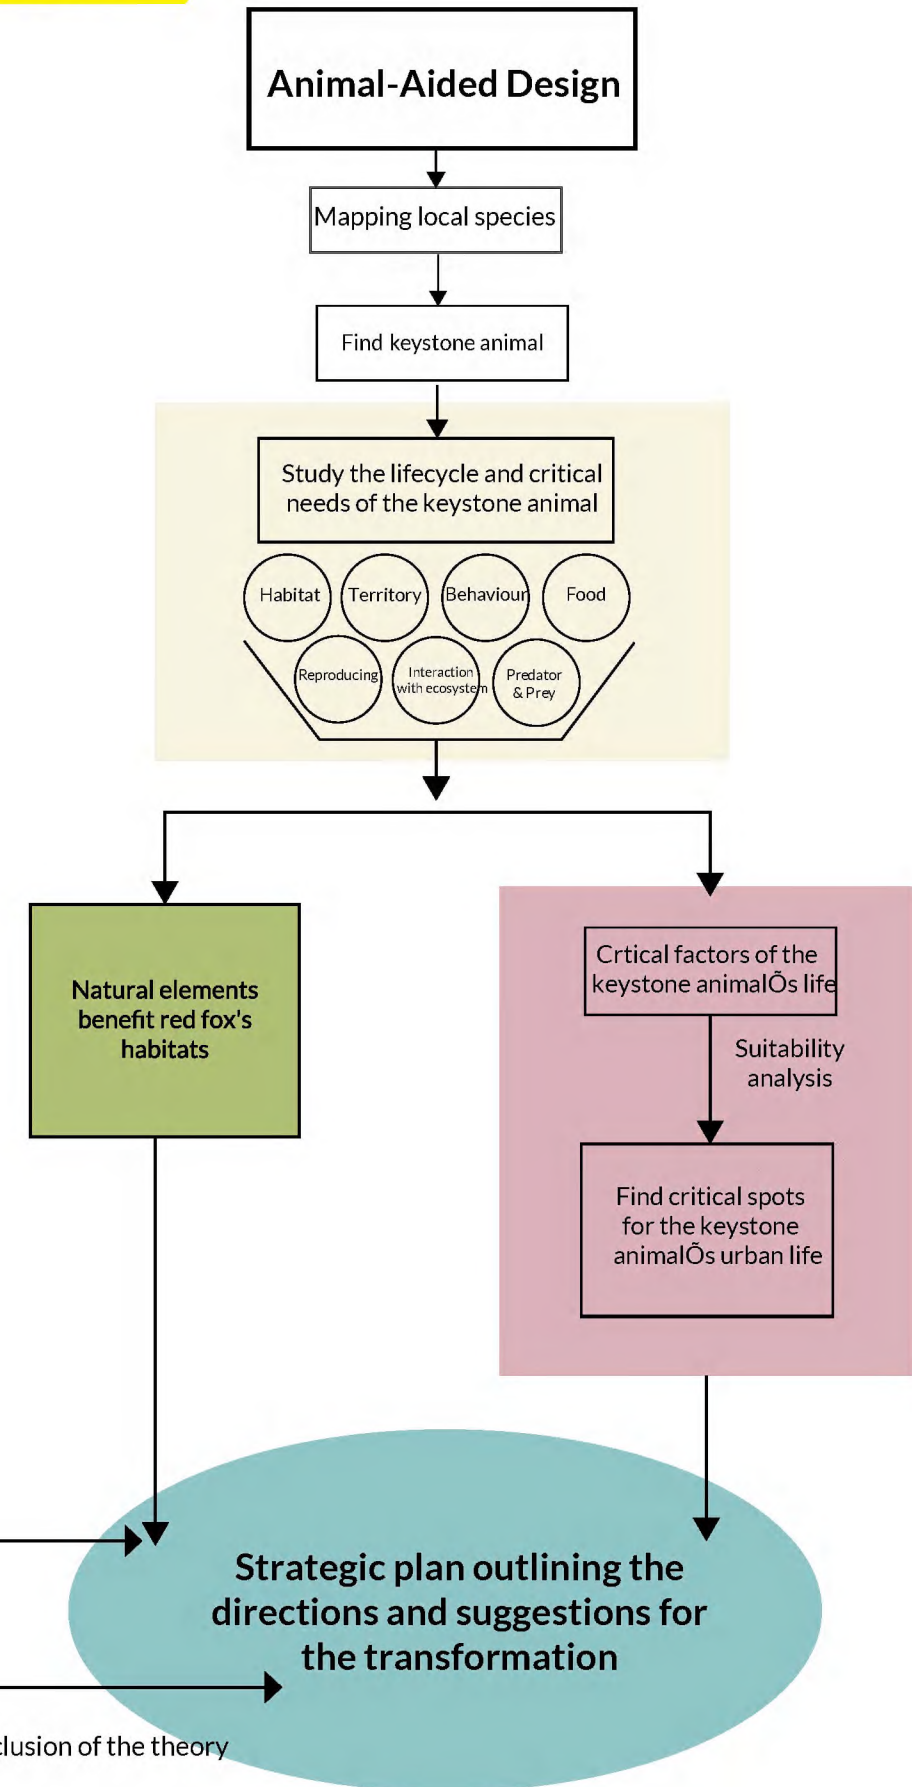 Animal-Aided Design
Mapping local species
Find keystone animal
Study the lifecycle and critical
needs of the keystone animal
Habitat
Territory
Behaviour
Food
Reproducing
Interaction
with ecosystem
Predator
& Prey
Natural elements
benefit red fox's
habitats
Crtical factors of the
keystone animalÕs life
Suitability
analysis
Find critical spots
for the keystone
animalÕs urban life
Strategic plan outlining the
directions and suggestions for
the transformation
clusion of the theory